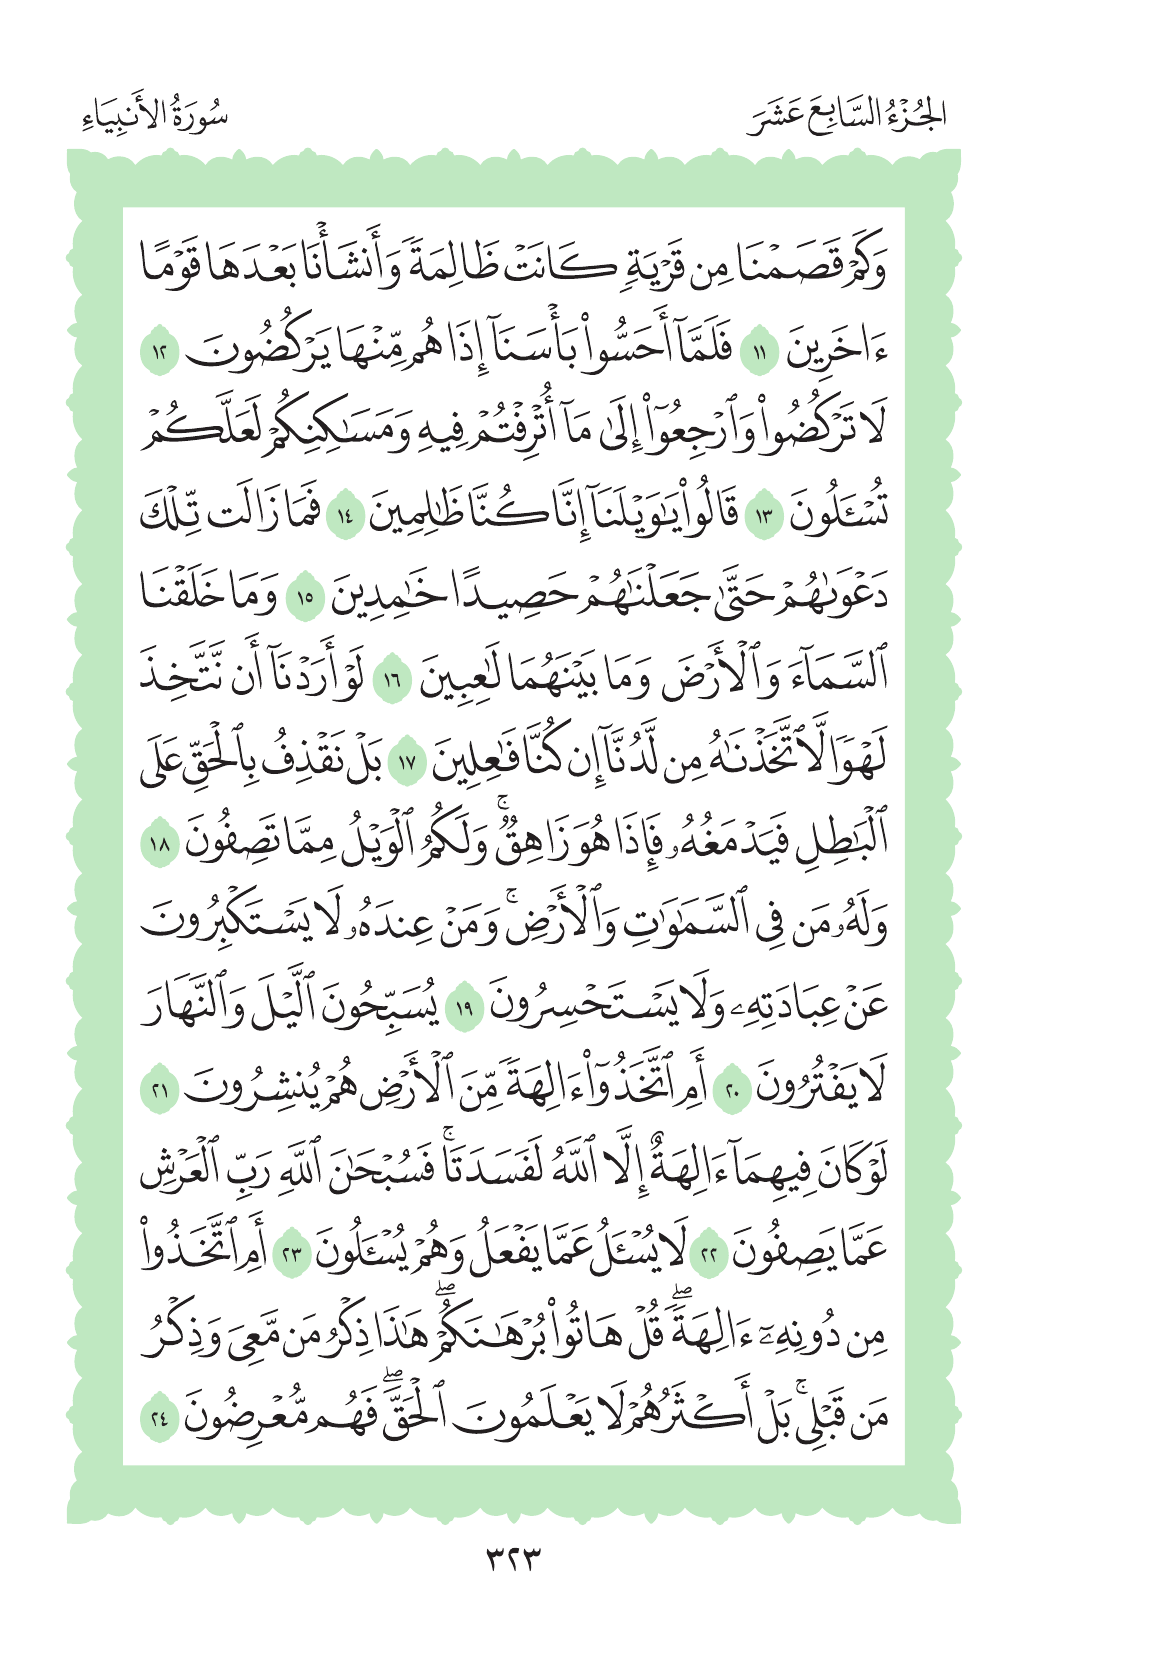 الجُزْءُ السَّابِعَ عَشَرَ
سُورَةُ الأَنبِيَاءِ
وَكَمۡ قَصَمۡنَا مِن قَرۡيَةٖ كَانَتۡ ظَالِمَةٗ وَأَنشَأۡنَا بَعۡدَهَا قَوۡمًا
ءَاخَرِينَ ١١ فَلَمَّآ أَحَسُّواْ بَأۡسَنَآ إِذَا هُم مِّنۡهَا يَرۡكُضُونَ ١٢
لَا تَرۡكُضُواْ وَٱرۡجِعُوٓاْ إِلَىٰ مَآ أُتۡرِفۡتُمۡ فِيهِ وَمَسَٰكِنِكُمۡ لَعَلَّكُمۡ
تُسۡـَٔلُونَ ١٣ قَالُواْ يَٰوَيۡلَنَآ إِنَّا كُنَّا ظَٰلِمِينَ ١٤ فَمَا زَالَت تِّلۡكَ
دَعۡوَىٰهُمۡ حَتَّىٰ جَعَلۡنَٰهُمۡ حَصِيدًا خَٰمِدِينَ ١٥ وَمَا خَلَقۡنَا
ٱلسَّمَآءَ وَٱلۡأَرۡضَ وَمَا بَيۡنَهُمَا لَٰعِبِينَ ١٦ لَوۡ أَرَدۡنَآ أَن نَّتَّخِذَ
لَهۡوٗا لَّٱتَّخَذۡنَٰهُ مِن لَّدُنَّآ إِن كُنَّا فَٰعِلِينَ ١٧ بَلۡ نَقۡذِفُ بِٱلۡحَقِّ عَلَى
ٱلۡبَٰطِلِ فَيَدۡمَغُهُۥ فَإِذَا هُوَ زَاهِقٞۚ وَلَكُمُ ٱلۡوَيۡلُ مِمَّا تَصِفُونَ ١٨
وَلَهُۥ مَن فِي ٱلسَّمَٰوَٰتِ وَٱلۡأَرۡضِۚ وَمَنۡ عِندَهُۥ لَا يَسۡتَكۡبِرُونَ
عَنۡ عِبَادَتِهِۦ وَلَا يَسۡتَحۡسِرُونَ ١٩ يُسَبِّحُونَ ٱلَّيۡلَ وَٱلنَّهَارَ
لَا يَفۡتُرُونَ ٢٠ أَمِ ٱتَّخَذُوٓاْ ءَالِهَةٗ مِّنَ ٱلۡأَرۡضِ هُمۡ يُنشِرُونَ ٢١
لَوۡ كَانَ فِيهِمَآ ءَالِهَةٌ إِلَّا ٱللَّهُ لَفَسَدَتَاۚ فَسُبۡحَٰنَ ٱللَّهِ رَبِّ ٱلۡعَرۡشِ
عَمَّا يَصِفُونَ ٢٢ لَا يُسۡـَٔلُ عَمَّا يَفۡعَلُ وَهُمۡ يُسۡـَٔلُونَ ٢٣ أَمِ ٱتَّخَذُواْ
مِن دُونِهِۦٓ ءَالِهَةٗۖ قُلۡ هَاتُواْ بُرۡهَٰنَكُمۡۖ هَٰذَا ذِكۡرُ مَن مَّعِيَ وَذِكۡرُ
مَن قَبۡلِيۚ بَلۡ أَكۡثَرُهُمۡ لَا يَعۡلَمُونَ ٱلۡحَقَّۖ فَهُم مُّعۡرِضُونَ ٢٤
٣٢٣